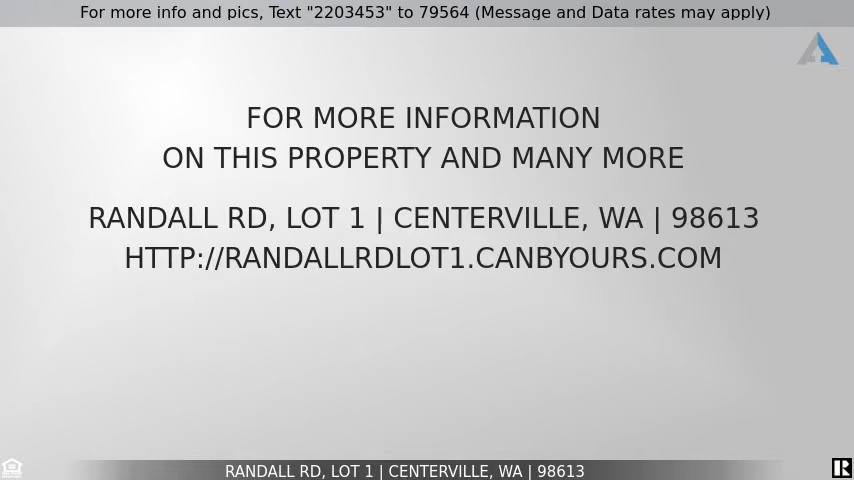 For more info and pics, Text "2203453" to 79564 (Message and Data rates may apply)
FOR MORE INFORMATION
ON THIS PROPERTY AND MANY MORE
RANDALL RD, LOT 1 | CENTERVILLE, WA | 98613
HTTP://RANDALLRDLOT1.CANBYOURS.COM
RANDALL RD, LOT 1 | CENTERVILLE, WA | 98613